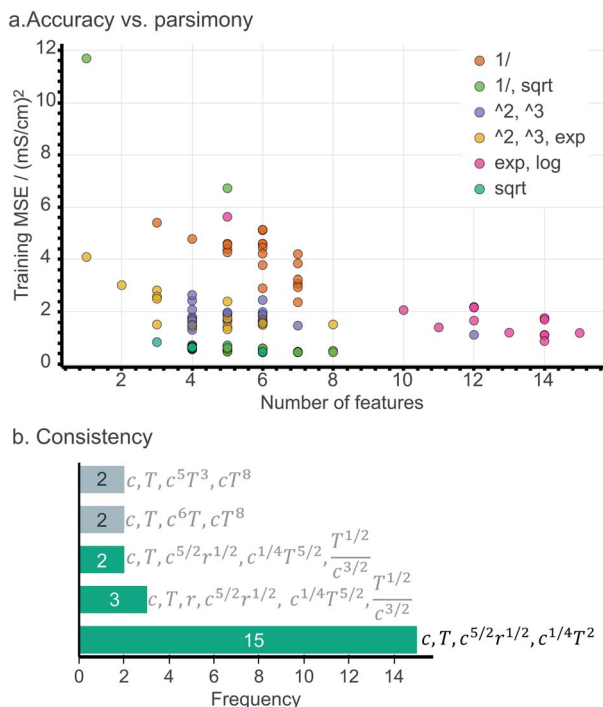 a.Accuracy vs. parsimony
12
10
8
6
4
2
0
Training MSE / (mS/cm)²
1/
1/, sqrt
^2, ^3
^2, ^3, exp
exp, log
sqrt
2 4 6 8 10 12 14
Number of features
b. Consistency
2 c, T, c⁵T³, cT⁸
2 c, T, c⁶T, cT⁸
2 c, T, c^{5/2}r^{1/2}, c^{1/4}T^{5/2}, T^{1/2}/c^{3/2}
3 c, T, r, c^{5/2}r^{1/2}, c^{1/4}T^{5/2}, T^{1/2}/c^{3/2}
15 c, T, c^{5/2}r^{1/2}, c^{1/4}T²
0 2 4 6 8 10 12 14
Frequency